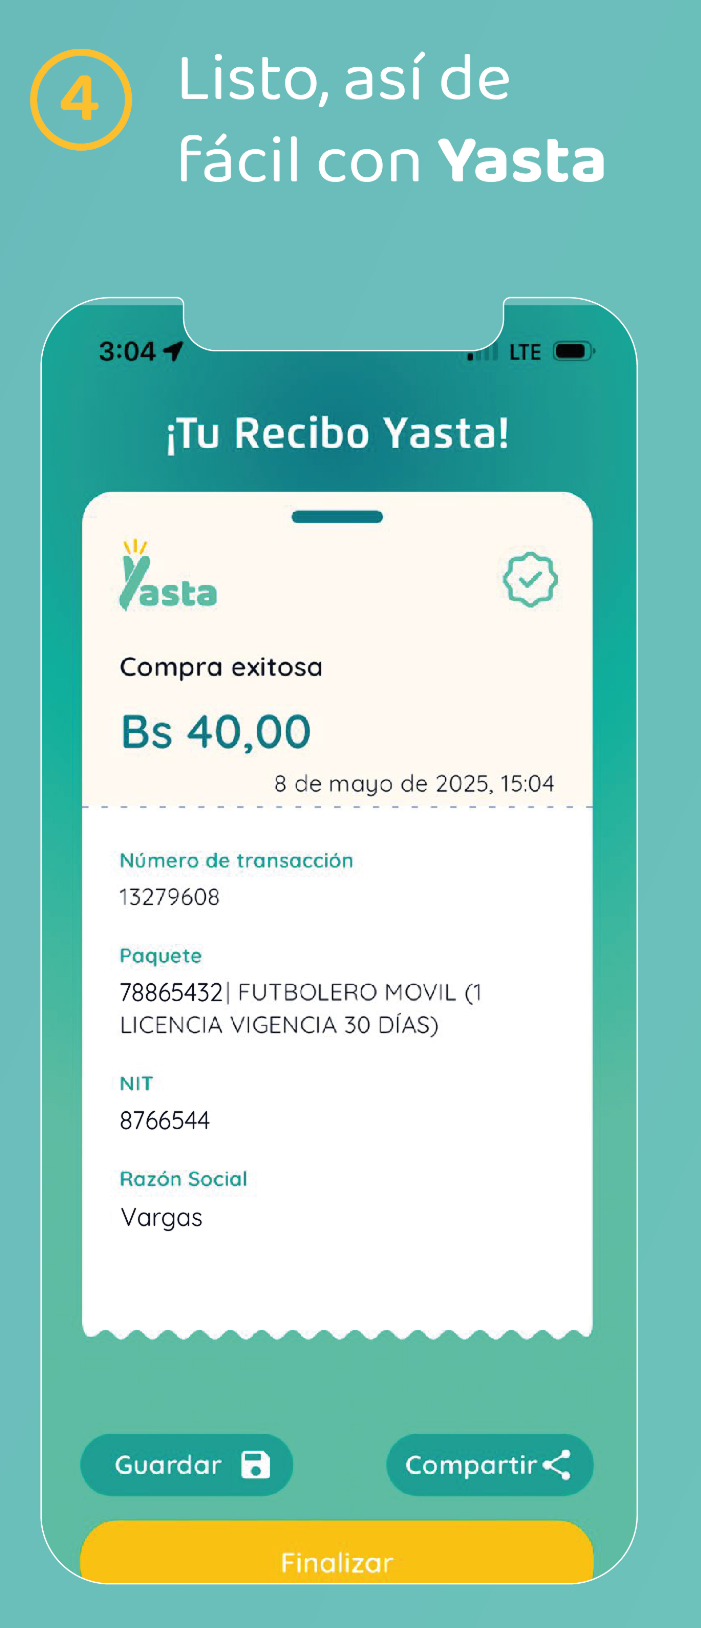 4
Listo, así de
fácil con Yasta
3:04
LTE
¡Tu Recibo Yasta!
Yasta
Compra exitosa
Bs 40,00
8 de mayo de 2025, 15:04
Número de transacción
13279608
Paquete
78865432| FUTBOLERO MOVIL (1
LICENCIA VIGENCIA 30 DÍAS)
NIT
8766544
Razón Social
Vargas
Guardar
Compartir
Finalizar